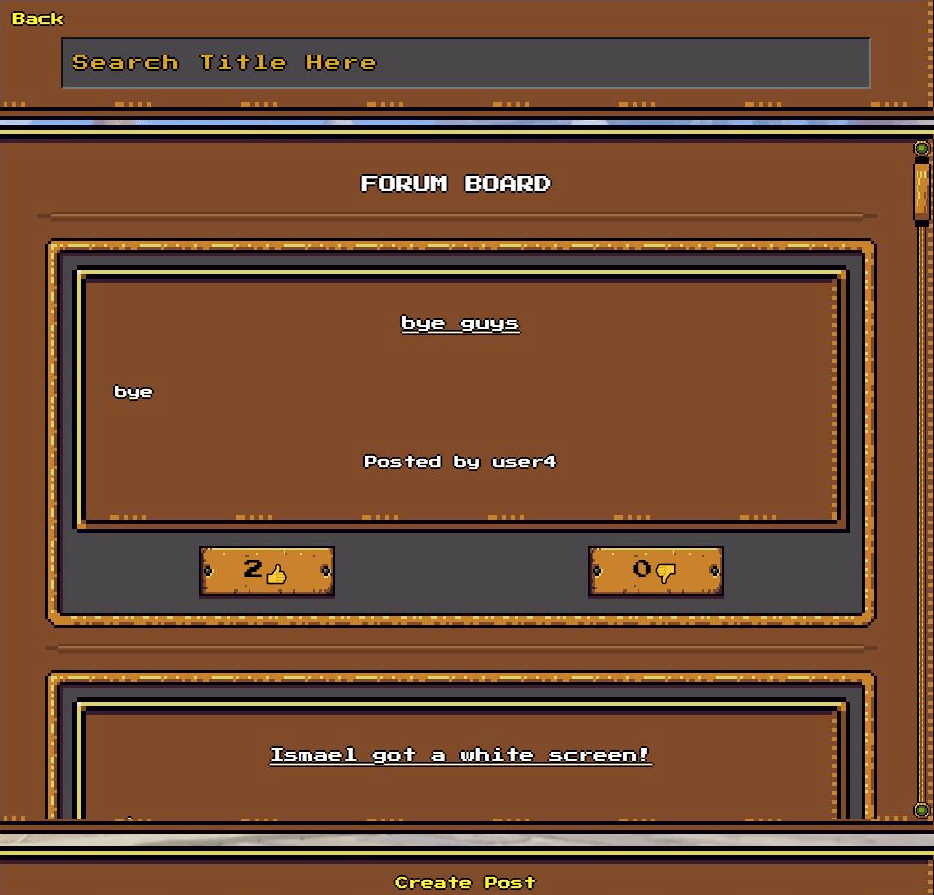 Back
Search Title Here
FORUM BOARD
bye guys
bye
Posted by user4
2
0
Ismael got a white screen!
Create Post